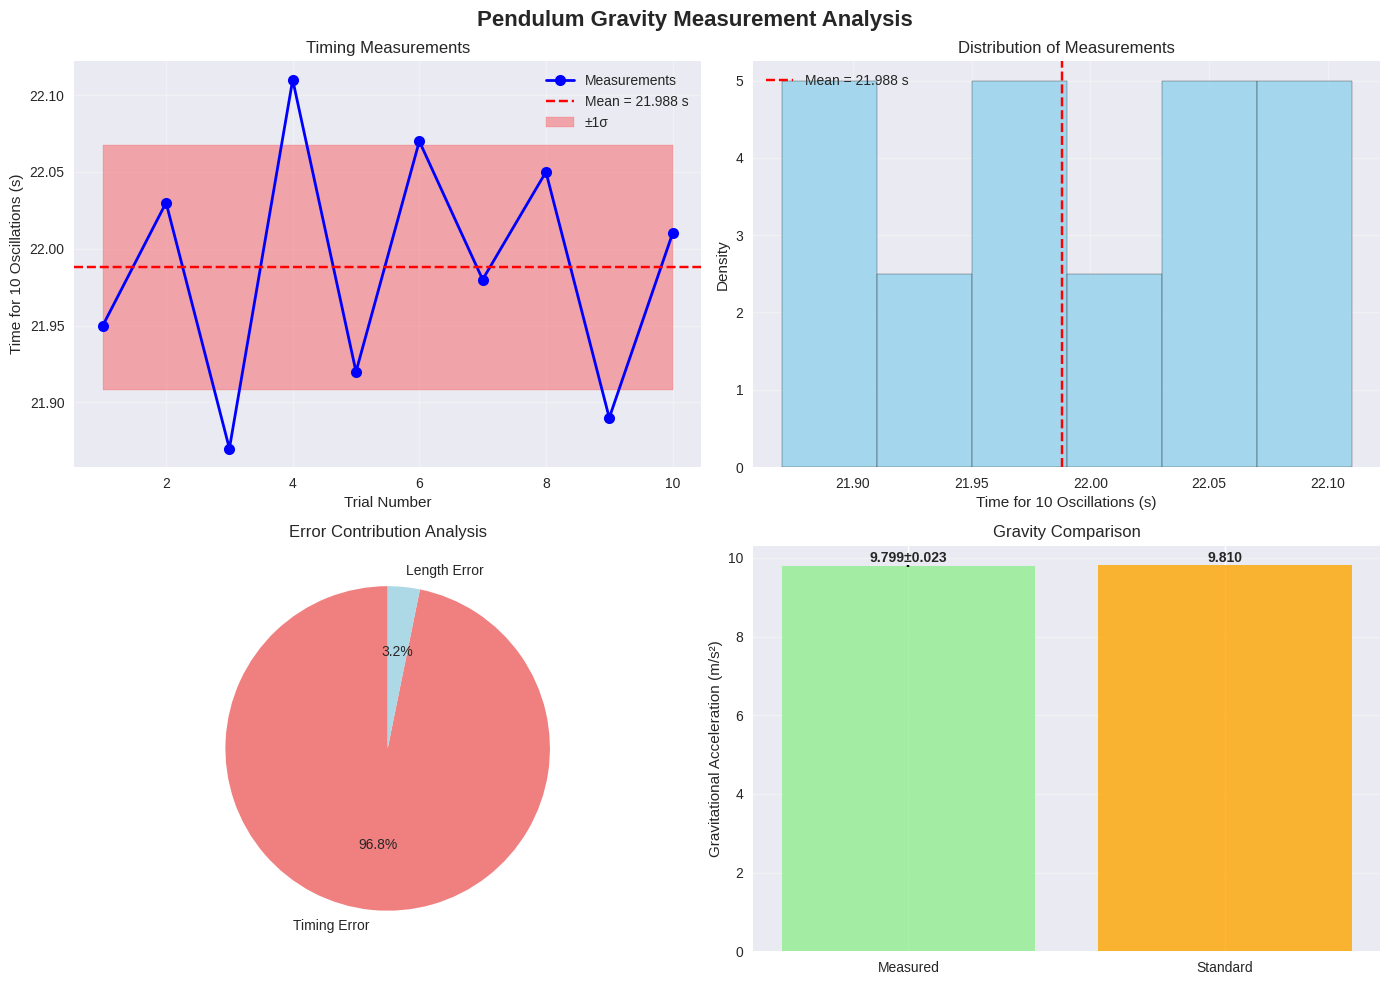 Pendulum Gravity Measurement Analysis
Timing Measurements
Time for 10 Oscillations (s)
22.10
22.05
22.00
21.95
21.90
Measurements
Mean = 21.988 s
±1σ
2 4 6 8 10
Trial Number
Distribution of Measurements
Density
5
4
3
2
1
0
Mean = 21.988 s
21.90 21.95 22.00 22.05 22.10
Time for 10 Oscillations (s)
Error Contribution Analysis
Length Error
3.2%
96.8%
Timing Error
Gravity Comparison
Gravitational Acceleration (m/s²)
10
8
6
4
2
0
9.799±0.023
9.810
Measured
Standard